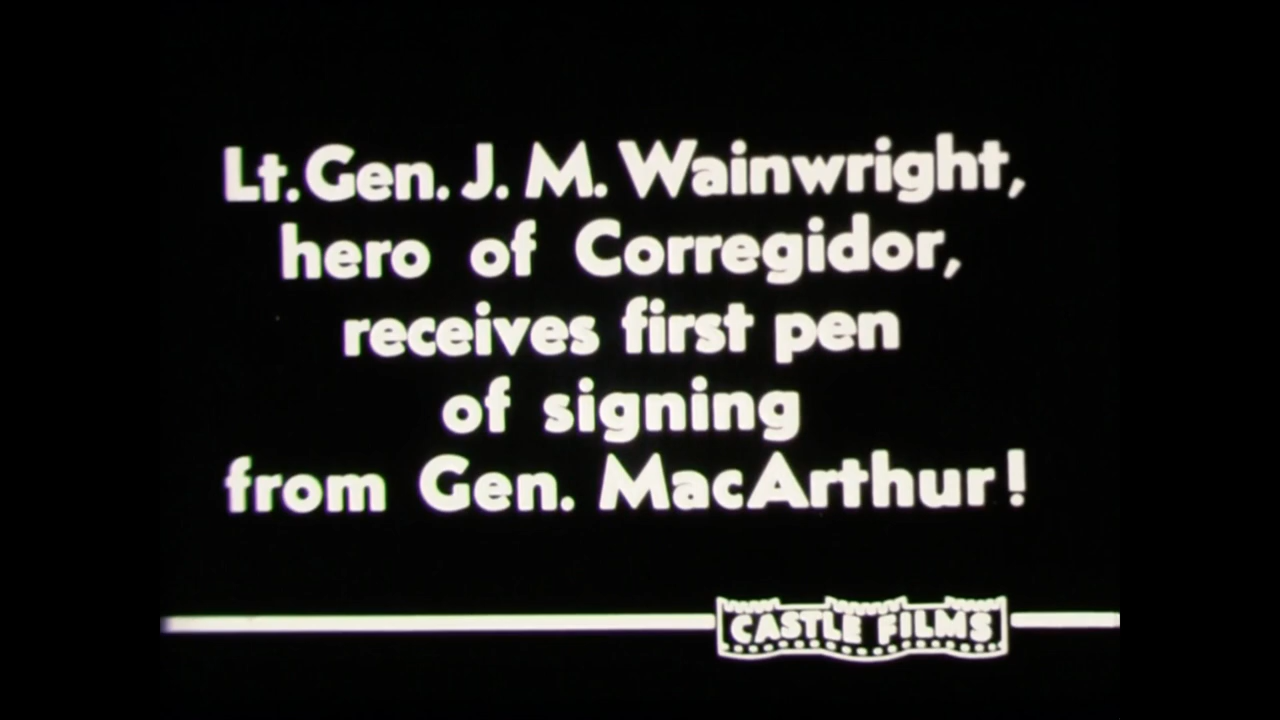 Lt. Gen. J. M. Wainwright,
hero of Corregidor,
receives first pen
of signing
from Gen. MacArthur!
CASTLE FILMS